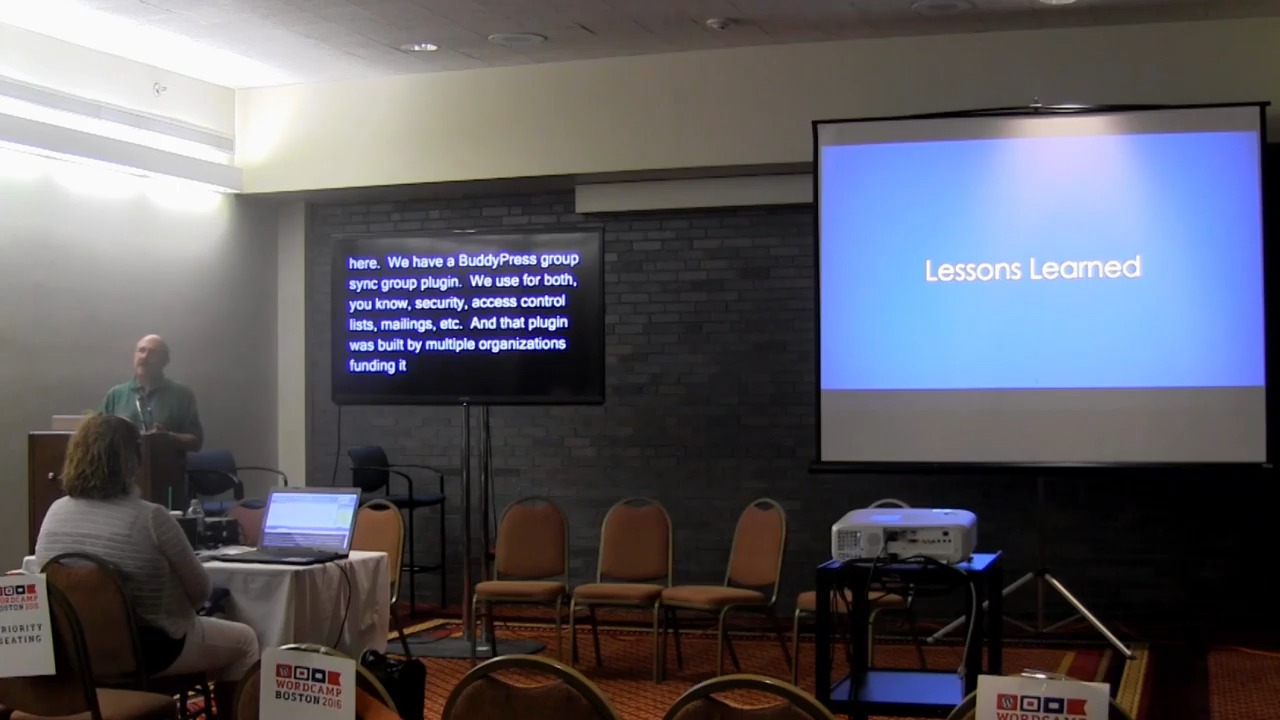 here. We have a BuddyPress group
sync group plugin. We use for both,
you know, security, access control
lists, mailings, etc. And that plugin
was built by multiple organizations
funding it
Lessons Learned
WORDCAMP
BOSTON 2016
PRIORITY
SEATING
WORDCAMP
BOSTON 2016
WORDCAMP